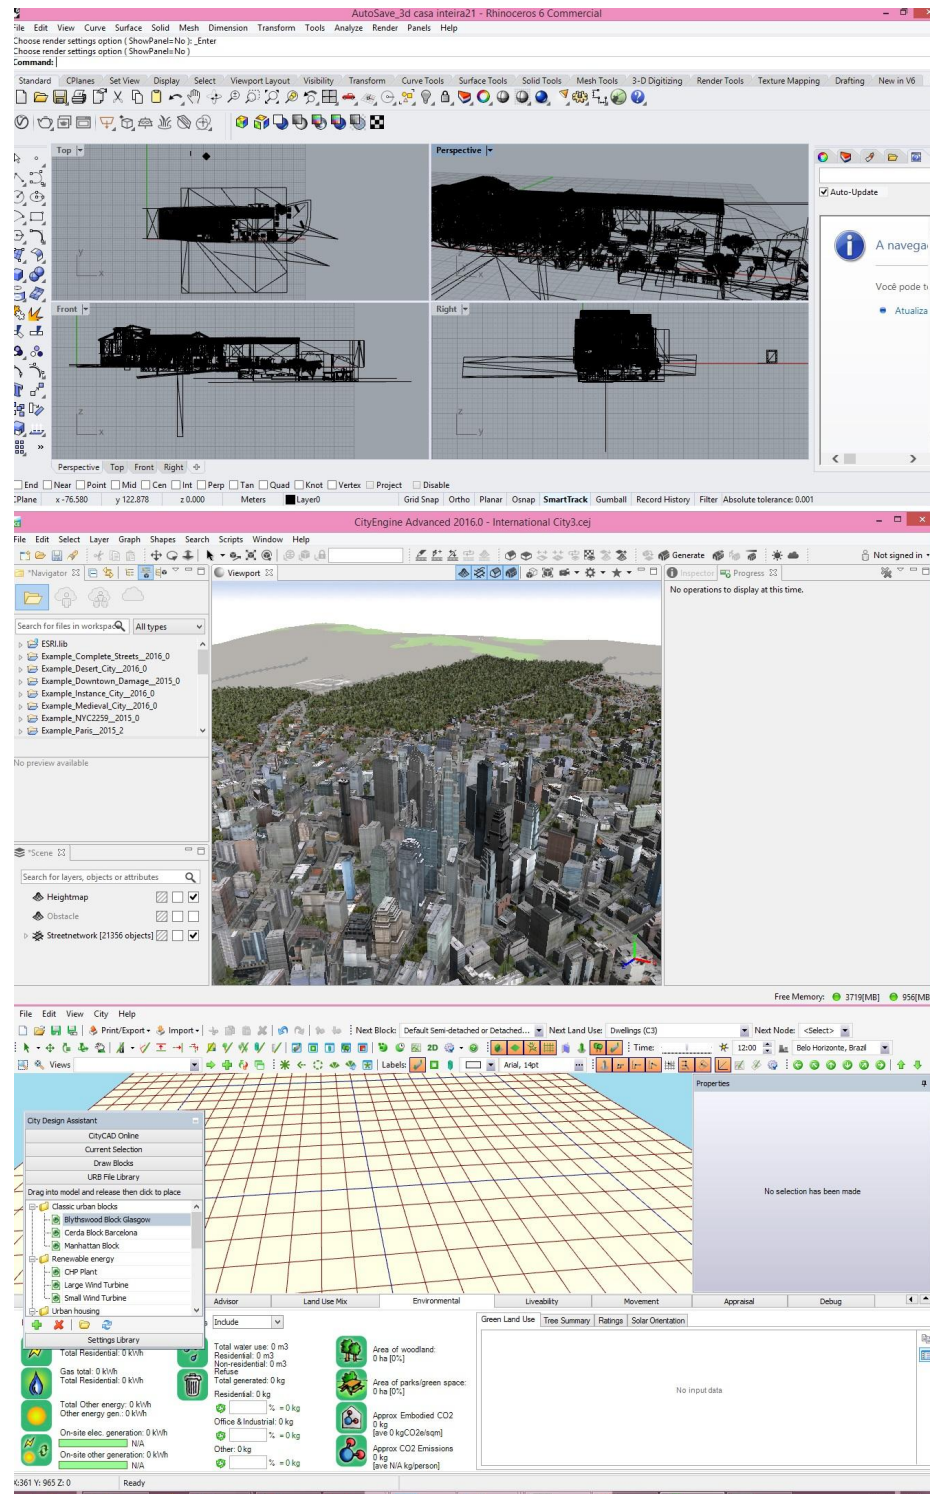 AutoSave_3d casa inteira21 - Rhinoceros 6 Commercial
File Edit View Curve Surface Solid Mesh Dimension Transform Tools Analyze Render Panels Help
Choose render settings option ( ShowPanel=No ): _Enter
Choose render settings option ( ShowPanel=No )
Command:
Standard CPlanes Set View Display Select Viewport Layout Visibility Transform Curve Tools Surface Tools Solid Tools Mesh Tools 3-D Digitizing Render Tools Texture Mapping Drafting New in V6
Top
Perspective
Auto-Update
A navega
Você pode t
Atualiza
y
x
Front
Right
z
x
z
y
Perspective Top Front Right
End Near Point Mid Cen Int Perp Tan Quad Knot Vertex Project Disable
CPlane x -76.580 y 122.878 z 0.000 Meters Layer0 Grid Snap Ortho Planar Osnap SmartTrack Gumball Record History Filter Absolute tolerance: 0.001
CityEngine Advanced 2016.0 - International City3.cej
File Edit Select Layer Graph Shapes Search Scripts Window Help
Generate
Not signed in
*Navigator
Viewport
Inspector
Progress
No operations to display at this time.
Search for files in workspac
All types
ESRI.lib
Example_Complete_Streets__2016_0
Example_Desert_City__2016_0
Example_Downtown_Damage__2015_0
Example_Instance_City__2016_0
Example_Medieval_City__2016_0
Example_NYC2259__2015_0
Example_Paris__2015_2
No preview available
*Scene
Search for layers, objects or attributes
Heightmap
Obstacle
Streetnetwork [21356 objects]
Free Memory: 3719[MB] 956[MB
File Edit View City Help
Print/Export Import Next Block: Default Semi-detached or Detached... Next Land Use: Dwellings (C3) Next Node: <Select>
2D Time: 12:00 Belo Horizonte, Brazil
Views Labels: Arial, 14pt
Properties
No selection has been made
City Design Assistant
CityCAD Online
Current Selection
Draw Blocks
URB File Library
Drag into model and release then click to place
Classic urban blocks
Blythswood Block Glasgow
Cerda Block Barcelona
Manhattan Block
Renewable energy
CHP Plant
Large Wind Turbine
Small Wind Turbine
Urban housing
Settings Library
Advisor Land Use Mix Environmental Liveability Movement Appraisal Debug
Include
Green Land Use Tree Summary Ratings Solar Orientation
No input data
Total Residential: 0 kWh
Gas total: 0 kWh
Total Residential: 0 kWh
Total Other energy: 0 kWh
Other energy gen.: 0 kWh
On-site elec. generation: 0 kWh
N/A
On-site other generation: 0 kWh
N/A
Total water use: 0 m3
Residential: 0 m3
Non-residential: 0 m3
Refuse
Total generated: 0 kg
Residential: 0 kg
% = 0 kg
Office & Industrial: 0 kg
% = 0 kg
Other: 0 kg
% = 0 kg
Area of woodland:
0 ha [0%]
Area of parks/green space:
0 ha [0%]
Approx Embodied CO2
0 kg
[ave 0 kgCO2e/sqm]
Approx CO2 Emissions
0 kg
[ave N/A kg/person]
X:361 Y: 965 Z: 0 Ready